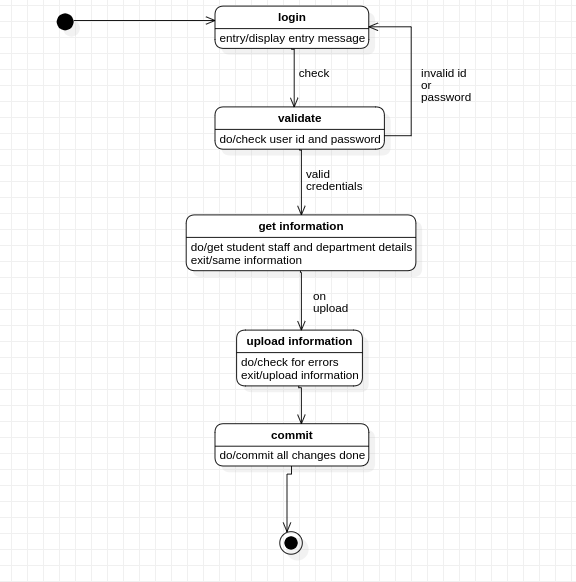 login
entry/display entry message
check
invalid id
or
password
validate
do/check user id and password
valid
credentials
get information
do/get student staff and department details
exit/same information
on
upload
upload information
do/check for errors
exit/upload information
commit
do/commit all changes done